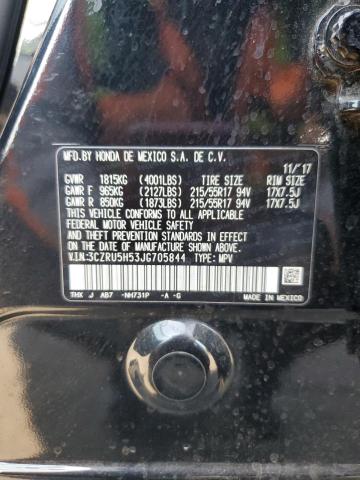 MFD.BY HONDA DE MEXICO S.A. DE C.V. 11/'17
GVWR 1815KG (4001LBS) TIRE SIZE RIM SIZE
GAWR F 965KG (2127LBS) 215/55R17 94V 17X7.5J
GAWR R 850KG (1873LBS) 215/55R17 94V 17X7.5J
THIS VEHICLE CONFORMS TO ALL APPLICABLE
FEDERAL MOTOR VEHICLE SAFETY, BUMPER, AND THEFT
PREVENTION STANDARDS IN EFFECT ON THE DATE OF
MANUFACTURE SHOWN ABOVE.
V.I.N:3CZRU5H53JG705844 TYPE: MPV
THX J AB7 -NH731P -A -G MADE IN MEXICO